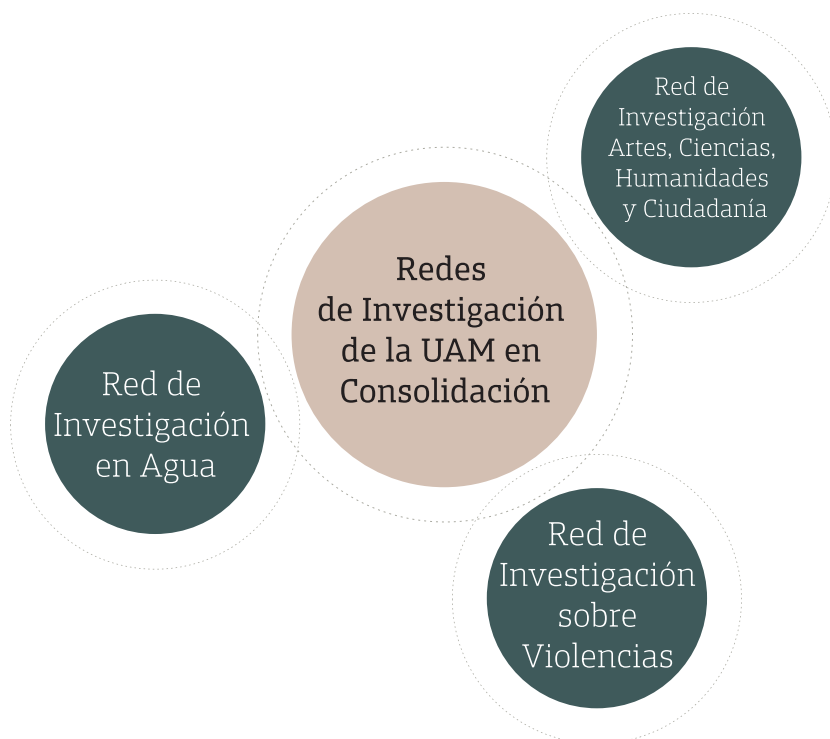 Red de
Investigación
Artes, Ciencias,
Humanidades
y Ciudadanía
Redes
de Investigación
de la UAM en
Consolidación
Red de
Investigación
en Agua
Red de
Investigación
sobre
Violencias